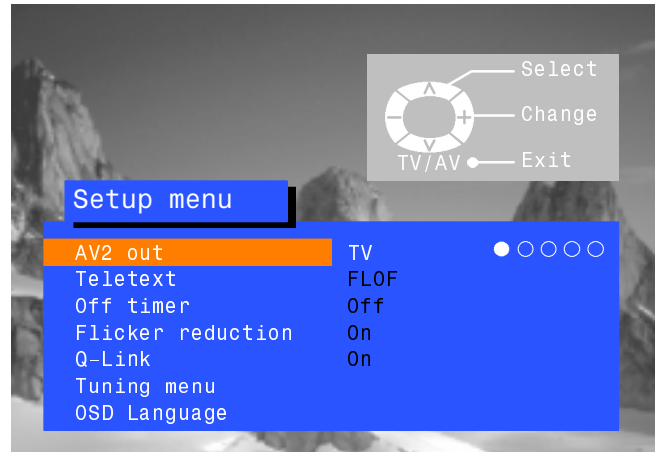 Select
Change
TV/AV Exit
Setup menu
AV2 out TV
Teletext FLOF
Off timer Off
Flicker reduction On
Q-Link On
Tuning menu
OSD Language